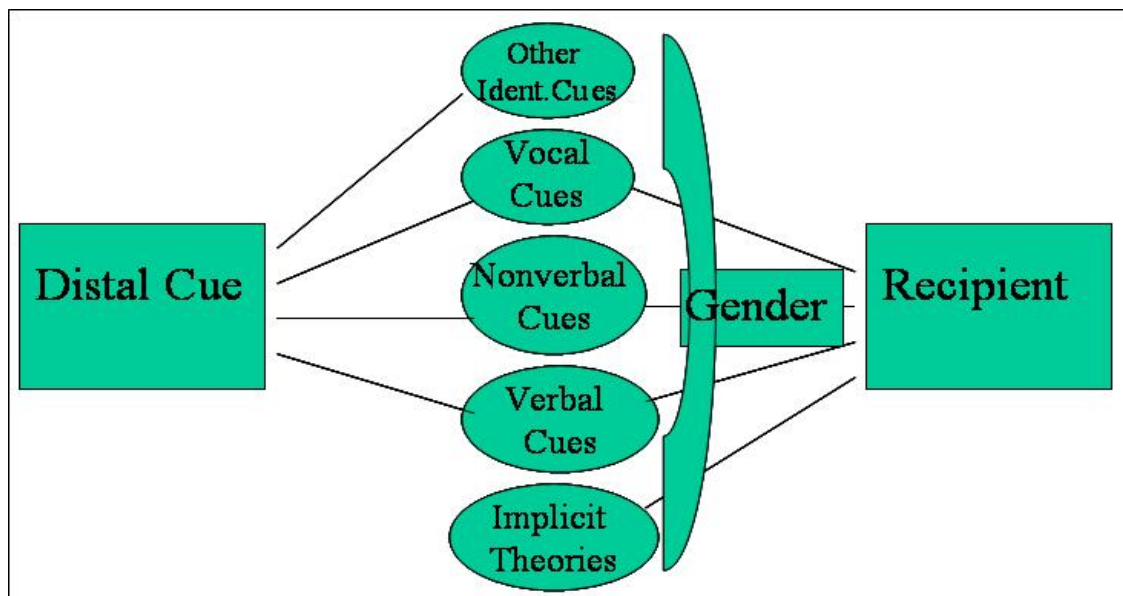 Other
Ident.Cues
Vocal
Cues
Distal Cue
Nonverbal
Cues
Gender
Recipient
Verbal
Cues
Implicit
Theories